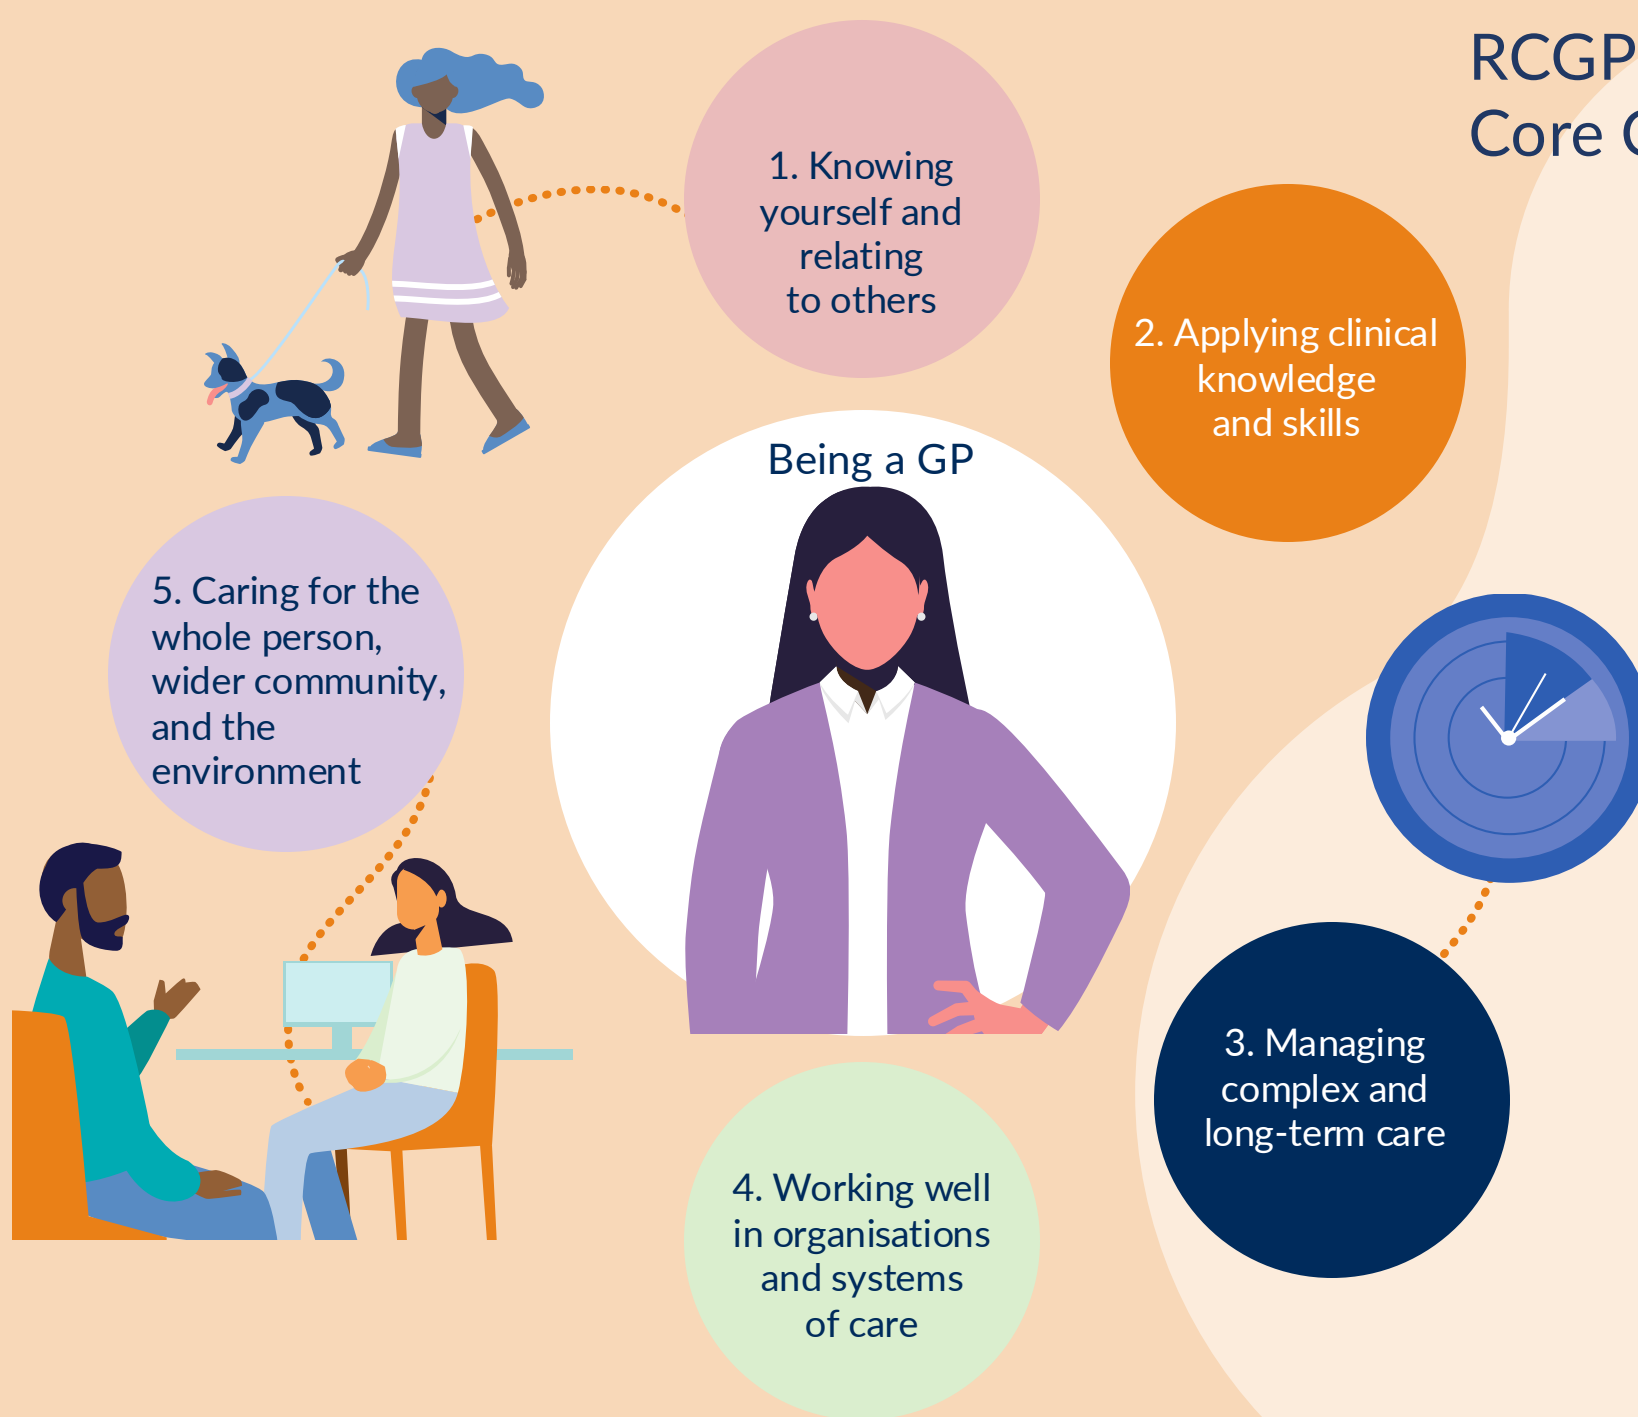 RCGP
Core
1. Knowing
yourself and
relating
to others
2. Applying clinical
knowledge
and skills
Being a GP
5. Caring for the
whole person,
wider community,
and the
environment
3. Managing
complex and
long-term care
4. Working well
in organisations
and systems
of care